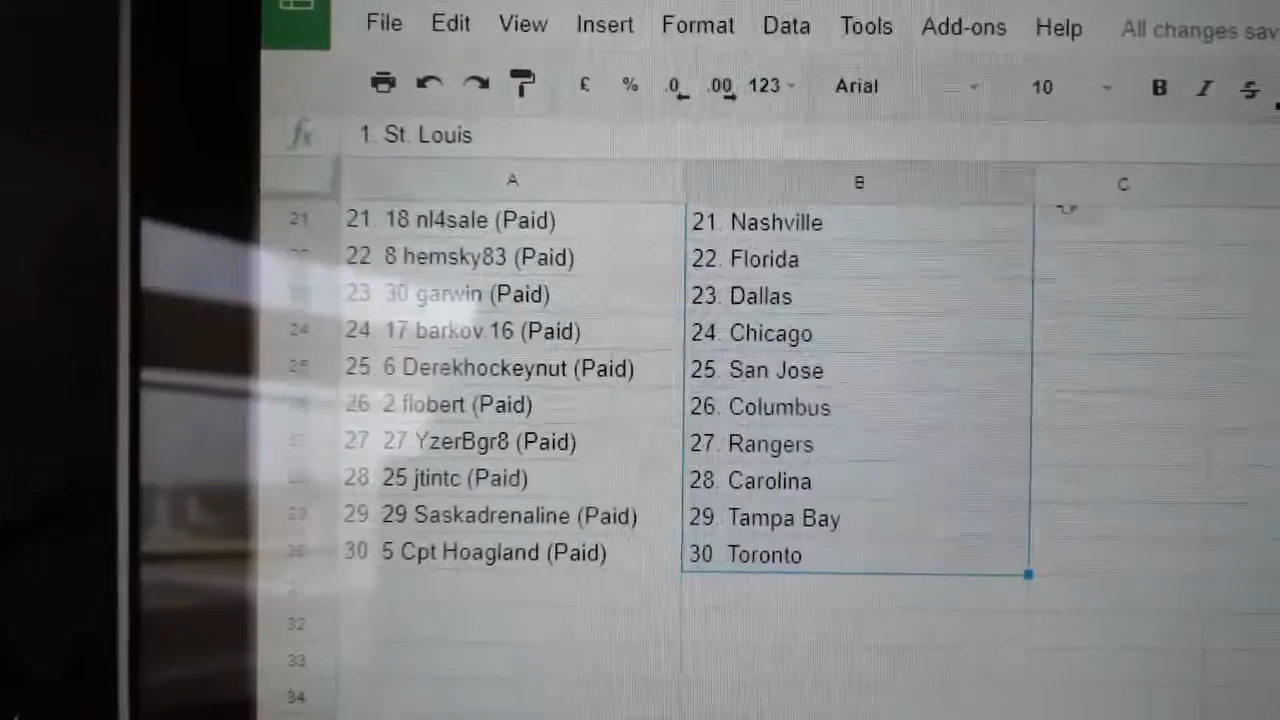 File Edit View Insert Format Data Tools Add-ons Help All changes sav
£ % .0 .00 123 Arial 10 B I S
fx 1. St. Louis
A B C
21 21 18 nl4sale (Paid) 21. Nashville
22 8 hemsky83 (Paid) 22. Florida
23 30 garwin (Paid) 23. Dallas
24 24. 17 barkov.16 (Paid) 24. Chicago
25 25 6 Derekhockeynut (Paid) 25. San Jose
26 2 flobert (Paid) 26. Columbus
27 27 YzerBgr8 (Paid) 27. Rangers
28 25 jtintc (Paid) 28. Carolina
29 29 29 Saskadrenaline (Paid) 29. Tampa Bay
30 30 5 Cpt Hoagland (Paid) 30. Toronto
32
33
34